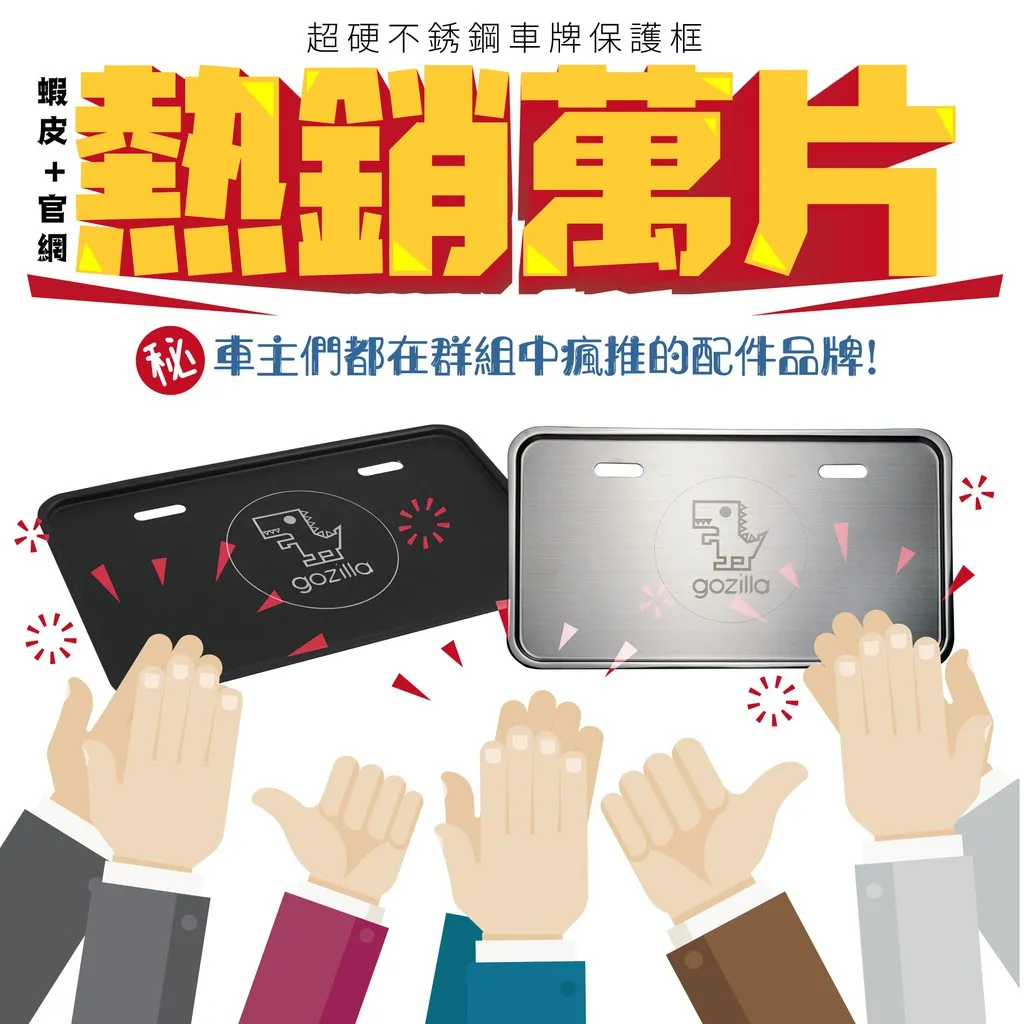 超硬不銹鋼車牌保護框
蝦皮+官網
熱銷萬片
秘 車主們都在群組中瘋推的配件品牌!
gozilla
gozilla